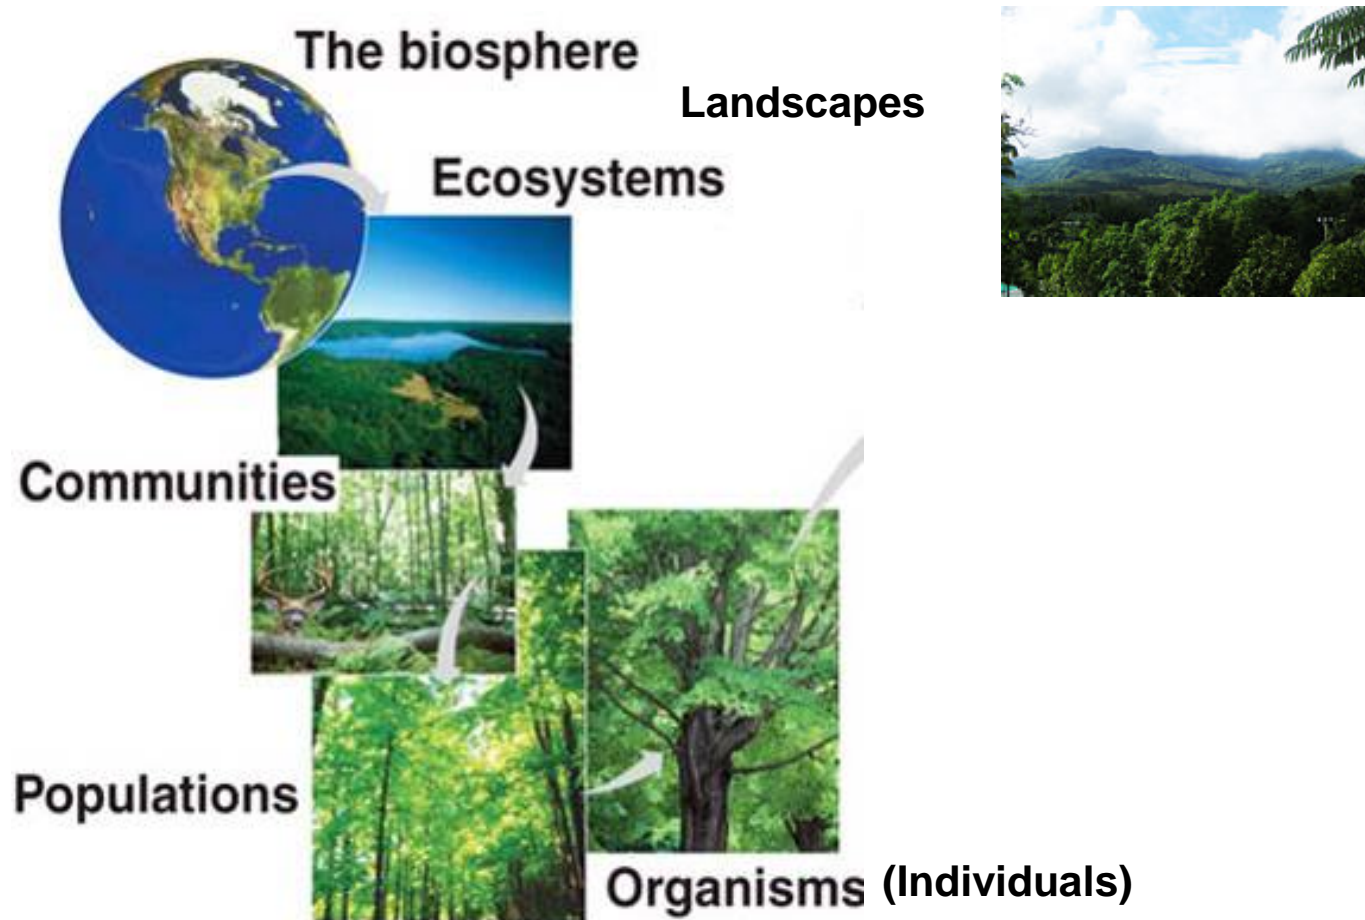 The biosphere
Landscapes
Ecosystems
Communities
Populations
Organisms (Individuals)